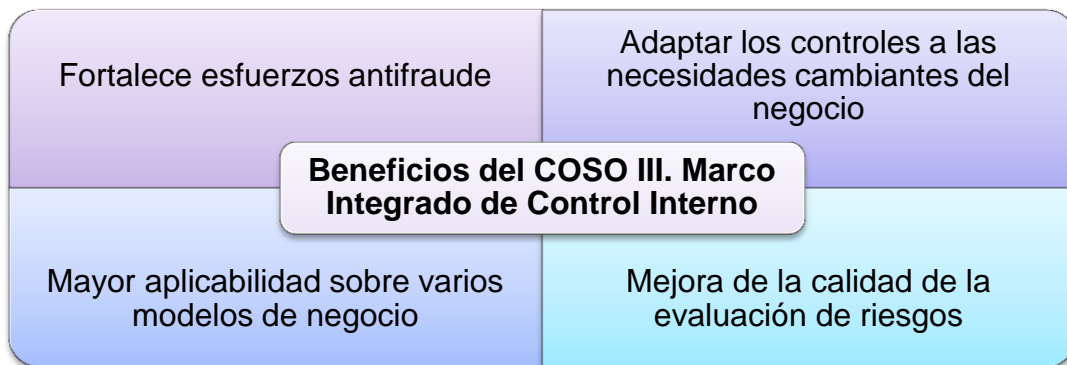 Fortalece esfuerzos antifraude
Adaptar los controles a las
necesidades cambiantes del
negocio
Beneficios del COSO III. Marco
Integrado de Control Interno
Mayor aplicabilidad sobre varios
modelos de negocio
Mejora de la calidad de la
evaluación de riesgos